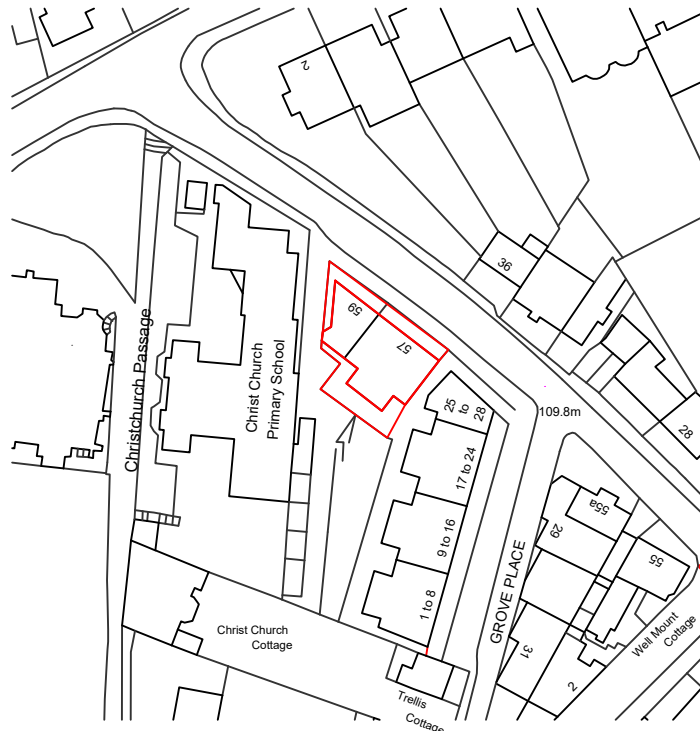 2
36
59
57
Christchurch Passage
Christ Church
Primary School
25
to
28
109.8m
28
17 to 24
55a
29
9 to 16
55
GROVE PLACE
1 to 8
Christ Church
Cottage
31
Well Mount
Cottage
2
Trellis
Cottage